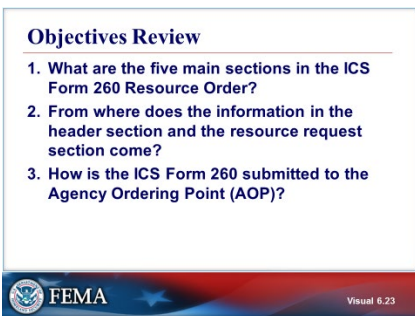 Objectives Review
1. What are the five main sections in the ICS
Form 260 Resource Order?
2. From where does the information in the
header section and the resource request
section come?
3. How is the ICS Form 260 submitted to the
Agency Ordering Point (AOP)?
FEMA
Visual 6.23